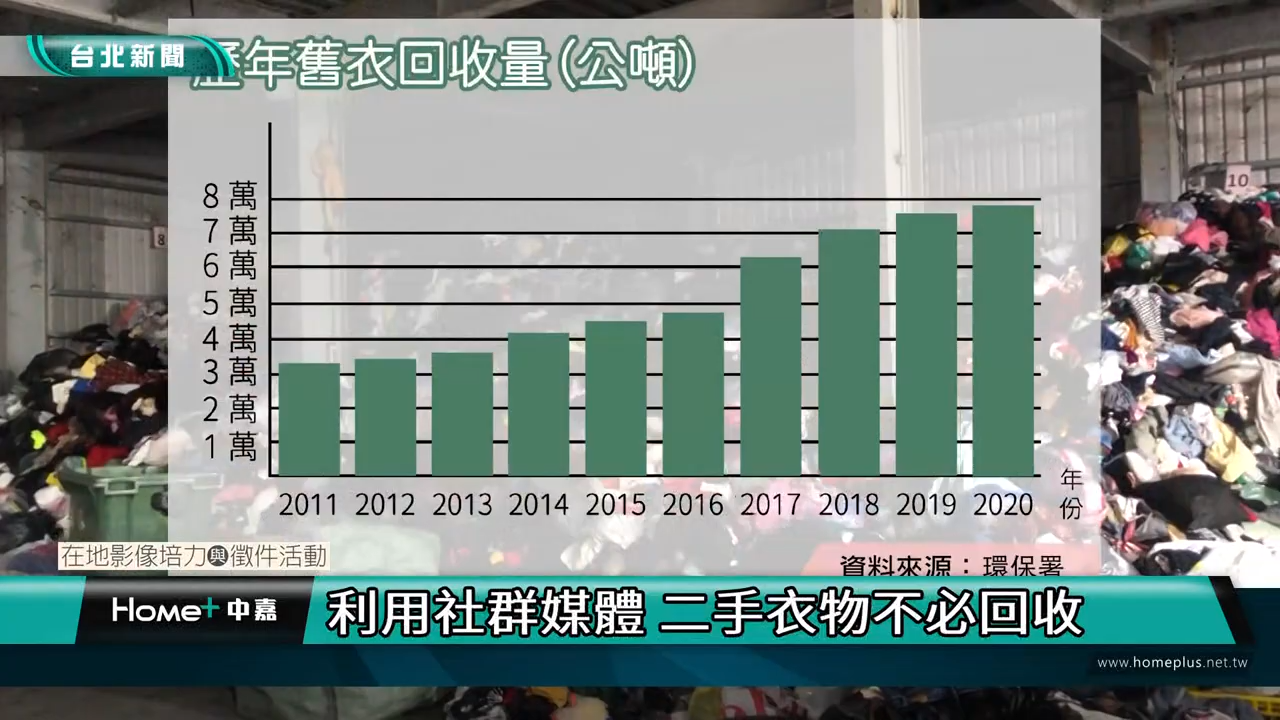 台北新聞
歷年舊衣回收量(公噸)
8 萬
7 萬
6 萬
5 萬
4 萬
3 萬
2 萬
1 萬
2011 2012 2013 2014 2015 2016 2017 2018 2019 2020
年份
8
10
資料來源：環保署
在地影像培力與徵件活動
Home+中嘉
利用社群媒體 二手衣物不必回收
www.homeplus.net.tw